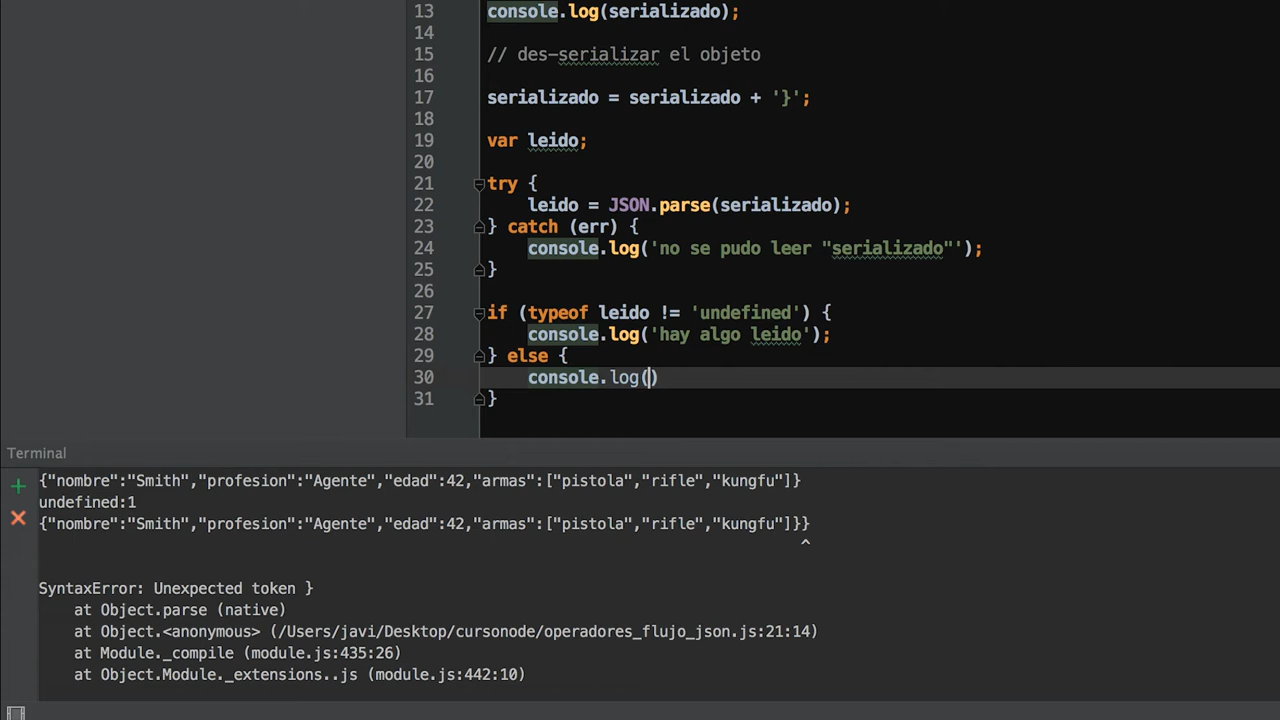 13 console.log(serializado);
14
15 // des-serializar el objeto
16
17 serializado = serializado + '}';
18
19 var leido;
20
21 try {
22 leido = JSON.parse(serializado);
23 } catch (err) {
24 console.log('no se pudo leer "serializado"');
25 }
26
27 if (typeof leido != 'undefined') {
28 console.log('hay algo leido');
29 } else {
30 console.log()
31 }
Terminal
{"nombre":"Smith","profesion":"Agente","edad":42,"armas":["pistola","rifle","kungfu"]}
undefined:1
{"nombre":"Smith","profesion":"Agente","edad":42,"armas":["pistola","rifle","kungfu"]}}
^
SyntaxError: Unexpected token }
at Object.parse (native)
at Object.<anonymous> (/Users/javi/Desktop/cursonode/operadores_flujo_json.js:21:14)
at Module._compile (module.js:435:26)
at Object.Module._extensions..js (module.js:442:10)